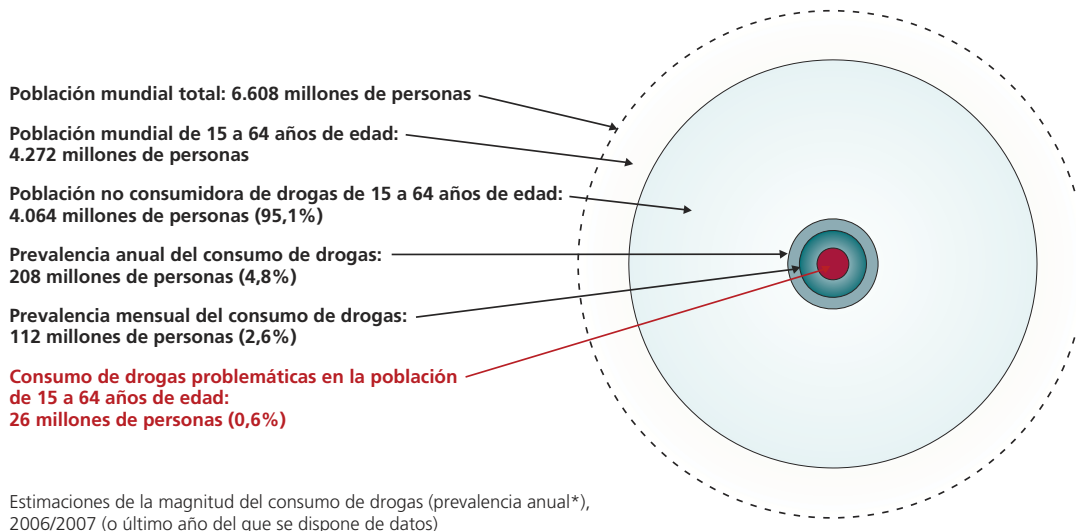 Población mundial total: 6.608 millones de personas
Población mundial de 15 a 64 años de edad:
4.272 millones de personas
Población no consumidora de drogas de 15 a 64 años de edad:
4.064 millones de personas (95,1%)
Prevalencia anual del consumo de drogas:
208 millones de personas (4,8%)
Prevalencia mensual del consumo de drogas:
112 millones de personas (2,6%)
Consumo de drogas problemáticas en la población
de 15 a 64 años de edad:
26 millones de personas (0,6%)
Estimaciones de la magnitud del consumo de drogas (prevalencia anual*),
2006/2007 (o último año del que se dispone de datos)